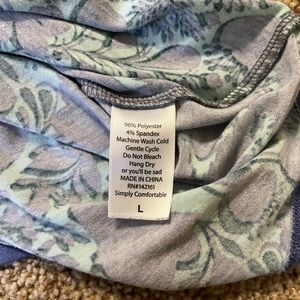 96% Polyester
4% Spandex
Machine Wash Cold
Gentle Cycle
Do Not Bleach
Hang Dry
or you'll be sad
MADE IN CHINA
RN#142161
Simply Comfortable
L